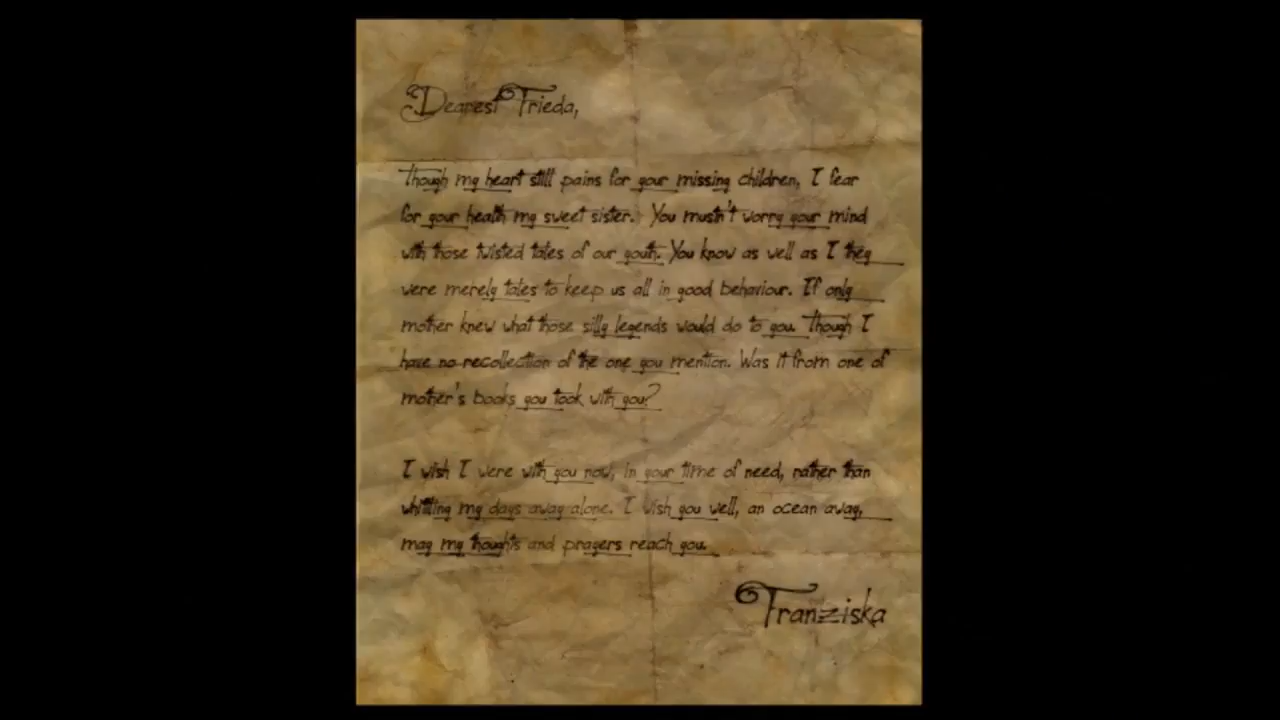 Dearest Frieda,
Though my heart still pains for your missing children, I fear
for your health my sweet sister. You mustn't worry your mind
with those twisted tales of our youth. You know as well as I they
were merely tales to keep us all in good behaviour. If only
mother knew what those silly legends would do to you. Though I
have no recollection of the one you mention. Was it from one of
mother's books you took with you?
I wish I were with you now, in your time of need, rather than
whittling my days away alone. I wish you well, an ocean away,
may my thoughts and prayers reach you.
Franziska